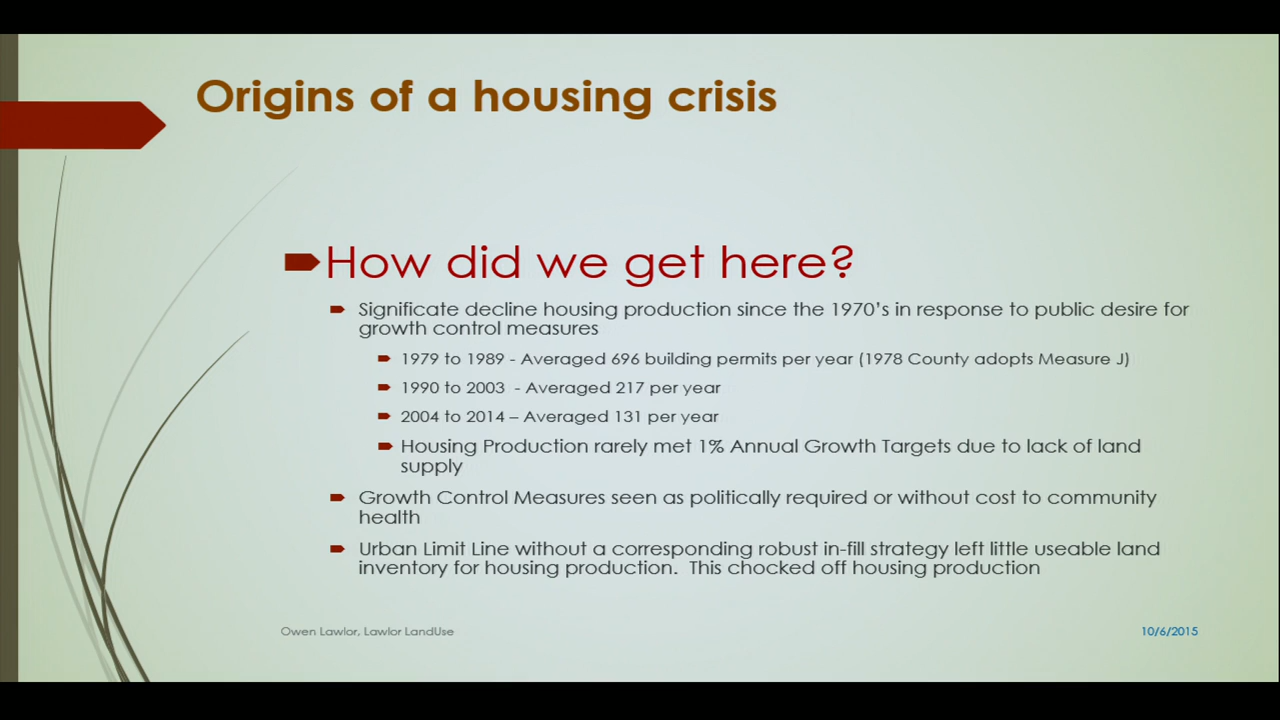 Origins of a housing crisis
How did we get here?
Significate decline housing production since the 1970's in response to public desire for
growth control measures
1979 to 1989 - Averaged 696 building permits per year (1978 County adopts Measure J)
1990 to 2003 - Averaged 217 per year
2004 to 2014 – Averaged 131 per year
Housing Production rarely met 1% Annual Growth Targets due to lack of land
supply
Growth Control Measures seen as politically required or without cost to community
health
Urban Limit Line without a corresponding robust in-fill strategy left little useable land
inventory for housing production. This chocked off housing production
Owen Lawlor, Lawlor LandUse
10/6/2015